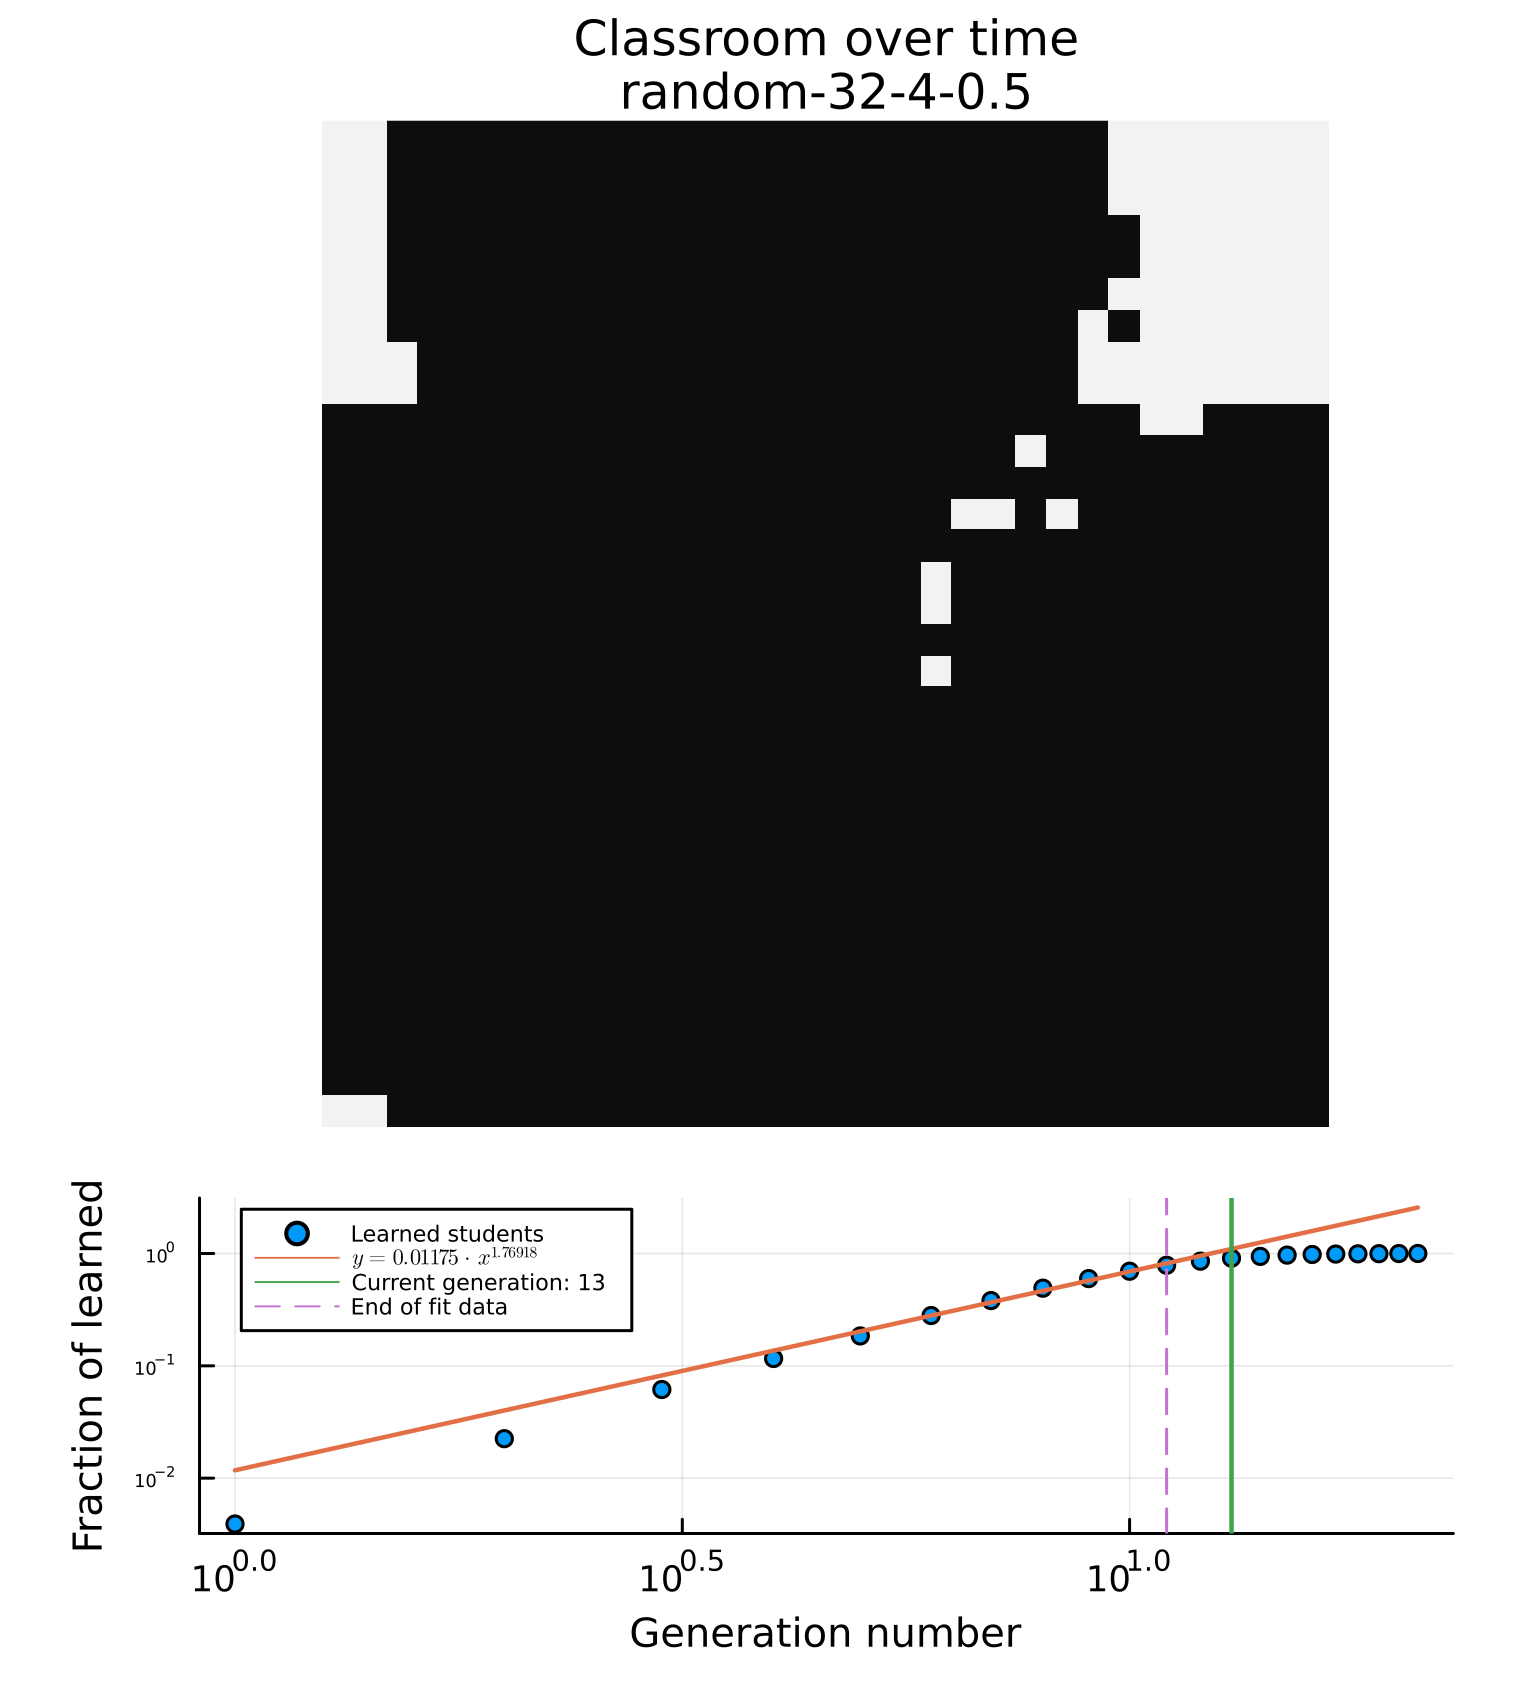 Classroom over time
random-32-4-0.5
Fraction of learned
10^0
10^−1
10^−2
Learned students
y = 0.01175 · x^1.76918
Current generation: 13
End of fit data
10^0.0
10^0.5
10^1.0
Generation number